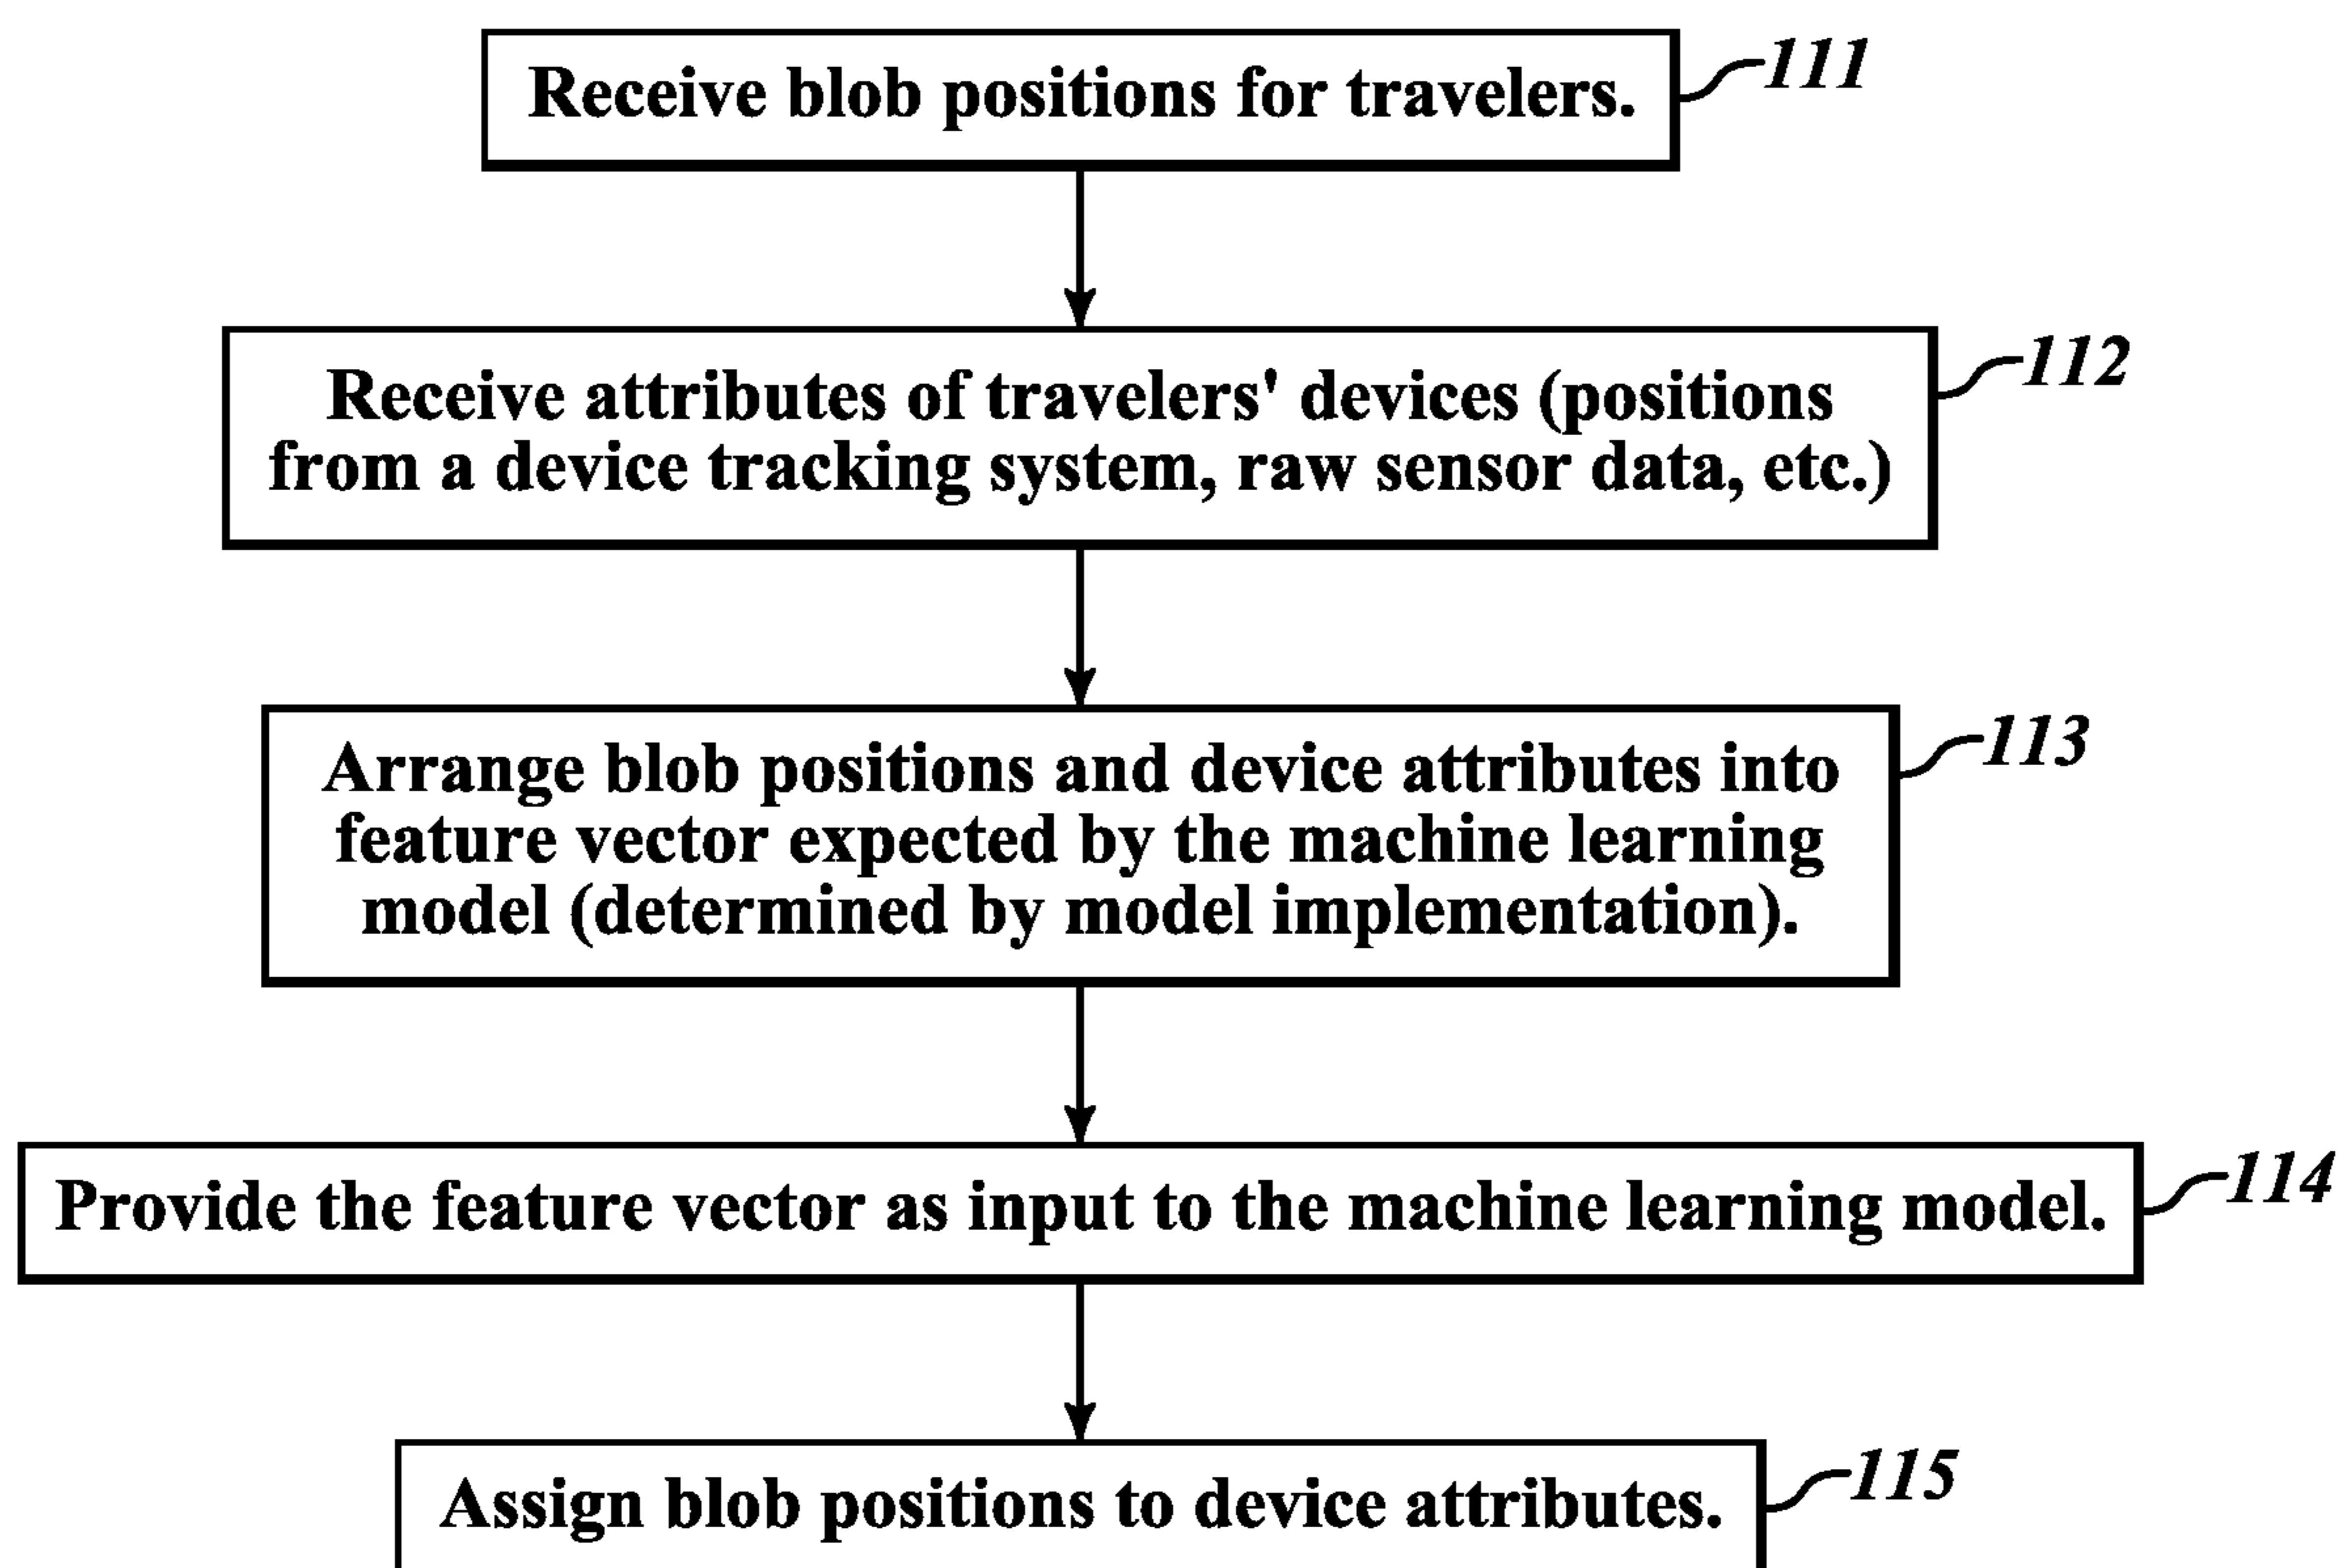 Receive blob positions for travelers.
111
Receive attributes of travelers' devices (positions
from a device tracking system, raw sensor data, etc.)
112
Arrange blob positions and device attributes into
feature vector expected by the machine learning
model (determined by model implementation).
113
Provide the feature vector as input to the machine learning model.
114
Assign blob positions to device attributes.
115